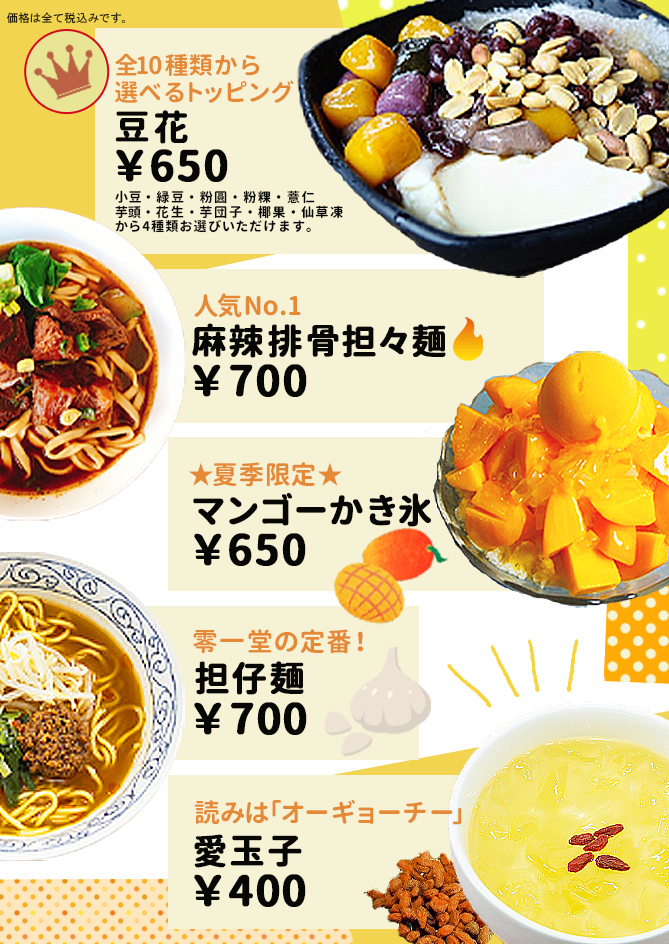 価格は全て税込みです。
全10種類から
選べるトッピング
豆花
¥650
小豆・緑豆・粉圓・粉粿・薏仁
芋頭・花生・芋団子・椰果・仙草凍
から4種類お選びいただけます。
人気No.1
麻辣排骨担々麺
¥700
★夏季限定★
マンゴーかき氷
¥650
零一堂の定番！
担仔麺
¥700
読みは「オーギョーチー」
愛玉子
¥400